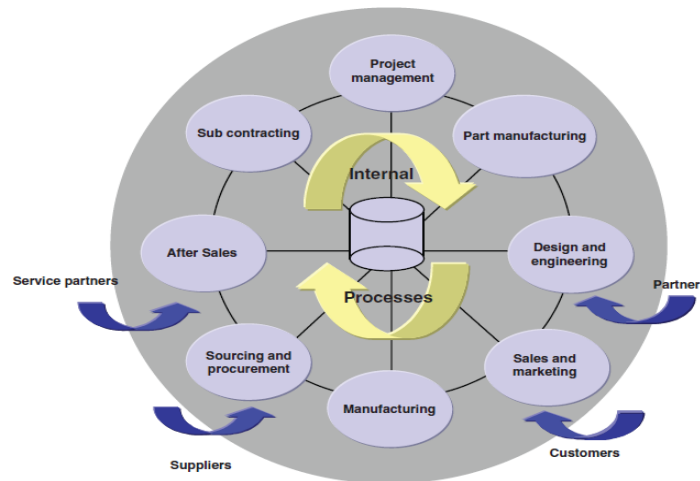 Project
management
Sub contracting
Part manufacturing
Internal
After Sales
Design and
engineering
Service partners
Partner
Processes
Sourcing and
procurement
Sales and
marketing
Manufacturing
Customers
Suppliers